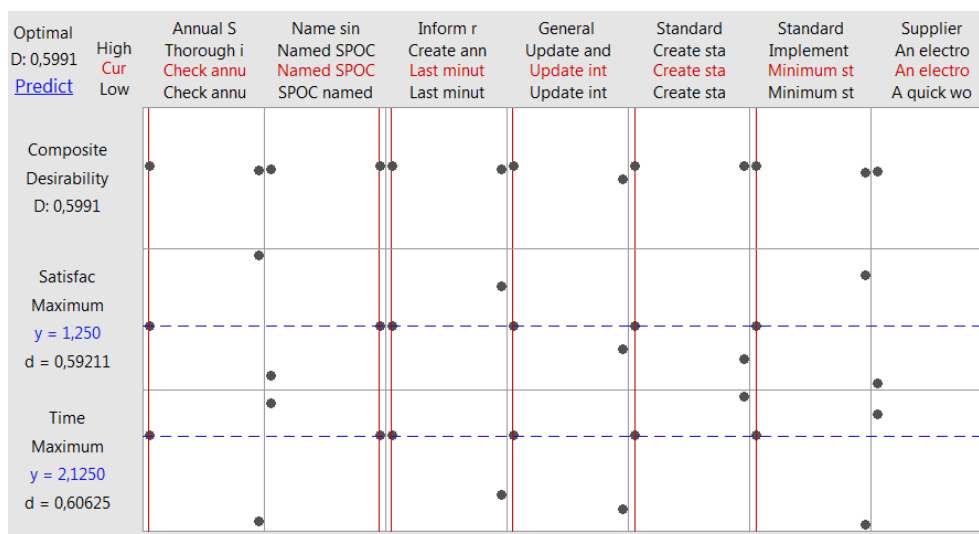 Optimal
D: 0,5991
Predict
High
Cur
Low
Annual S
Thorough i
Check annu
Check annu
Name sin
Named SPOC
Named SPOC
SPOC named
Inform r
Create ann
Last minut
Last minut
General
Update and
Update int
Update int
Standard
Create sta
Create sta
Create sta
Standard
Implement
Minimum st
Minimum st
Supplier
An electro
An electro
A quick wo
Composite
Desirability
D: 0,5991
Satisfac
Maximum
y = 1,250
d = 0,59211
Time
Maximum
y = 2,1250
d = 0,60625